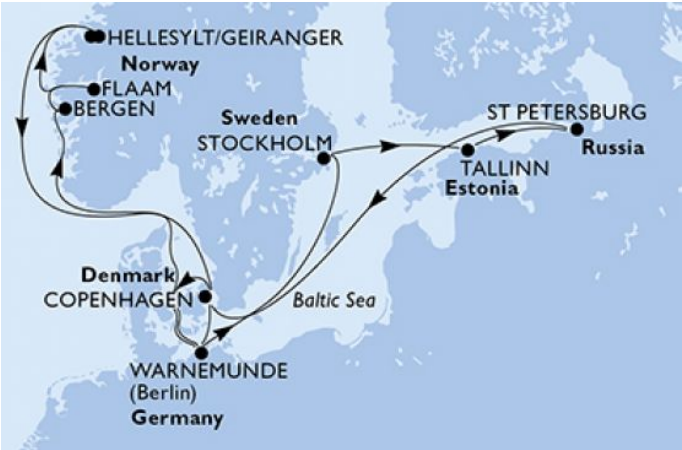 HELLESYLT/GEIRANGER
Norway
FLAAM
BERGEN
Sweden
STOCKHOLM
ST PETERSBURG
Russia
TALLINN
Estonia
Denmark
COPENHAGEN
Baltic Sea
WARNEMUNDE
(Berlin)
Germany